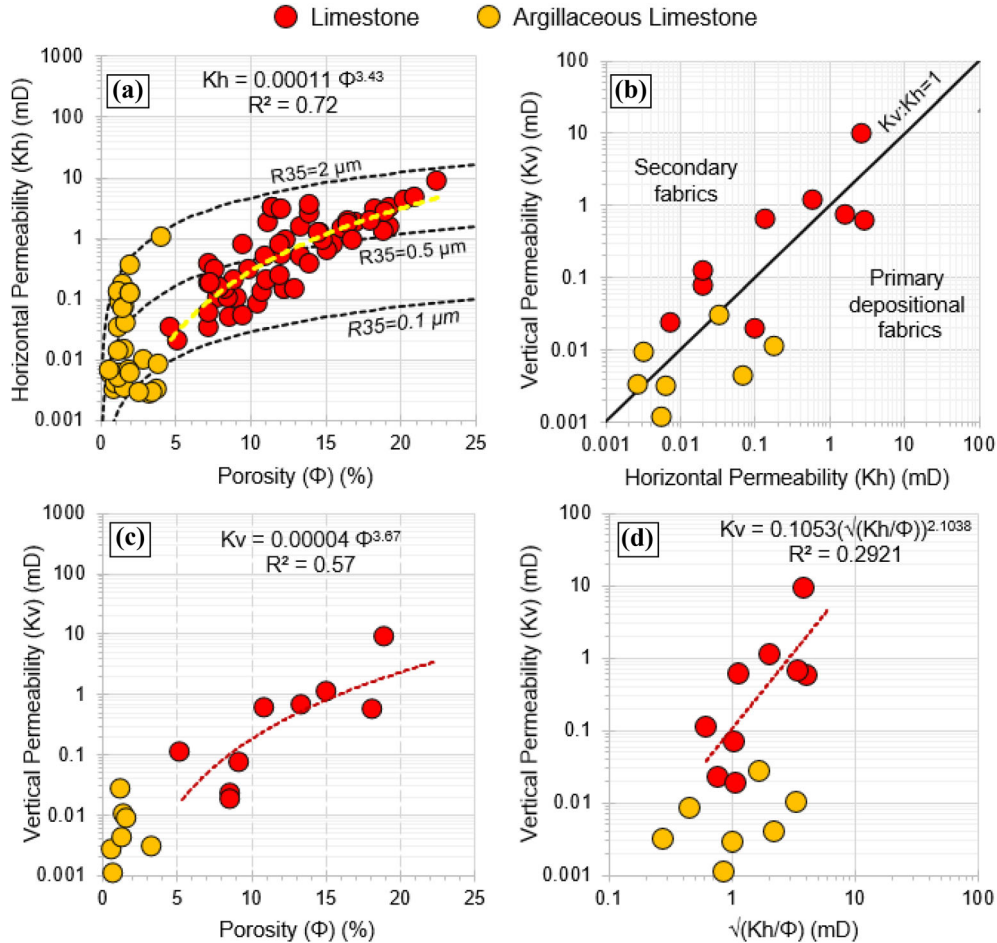 Limestone Argillaceous Limestone
(a)
Kh = 0.00011 Φ^3.43
R² = 0.72
R35=2 µm
R35=0.5 µm
R35=0.1 µm
1000
100
10
1
0.1
0.01
0.001
0 5 10 15 20 25
Horizontal Permeability (Kh) (mD)
Porosity (Φ) (%)
(b)
Kv:Kh=1
Secondary
fabrics
Primary
depositional
fabrics
100
10
1
0.1
0.01
0.001
0.001 0.01 0.1 1 10 100
Vertical Permeability (Kv) (mD)
Horizontal Permeability (Kh) (mD)
(c)
Kv = 0.00004 Φ^3.67
R² = 0.57
1000
100
10
1
0.1
0.01
0.001
0 5 10 15 20 25
Vertical Permeability (Kv) (mD)
Porosity (Φ) (%)
(d)
Kv = 0.1053(√(Kh/Φ))^2.1038
R² = 0.2921
100
10
1
0.1
0.01
0.001
0.1 1 10 100
Vertical Permeability (Kv) (mD)
√(Kh/Φ) (mD)